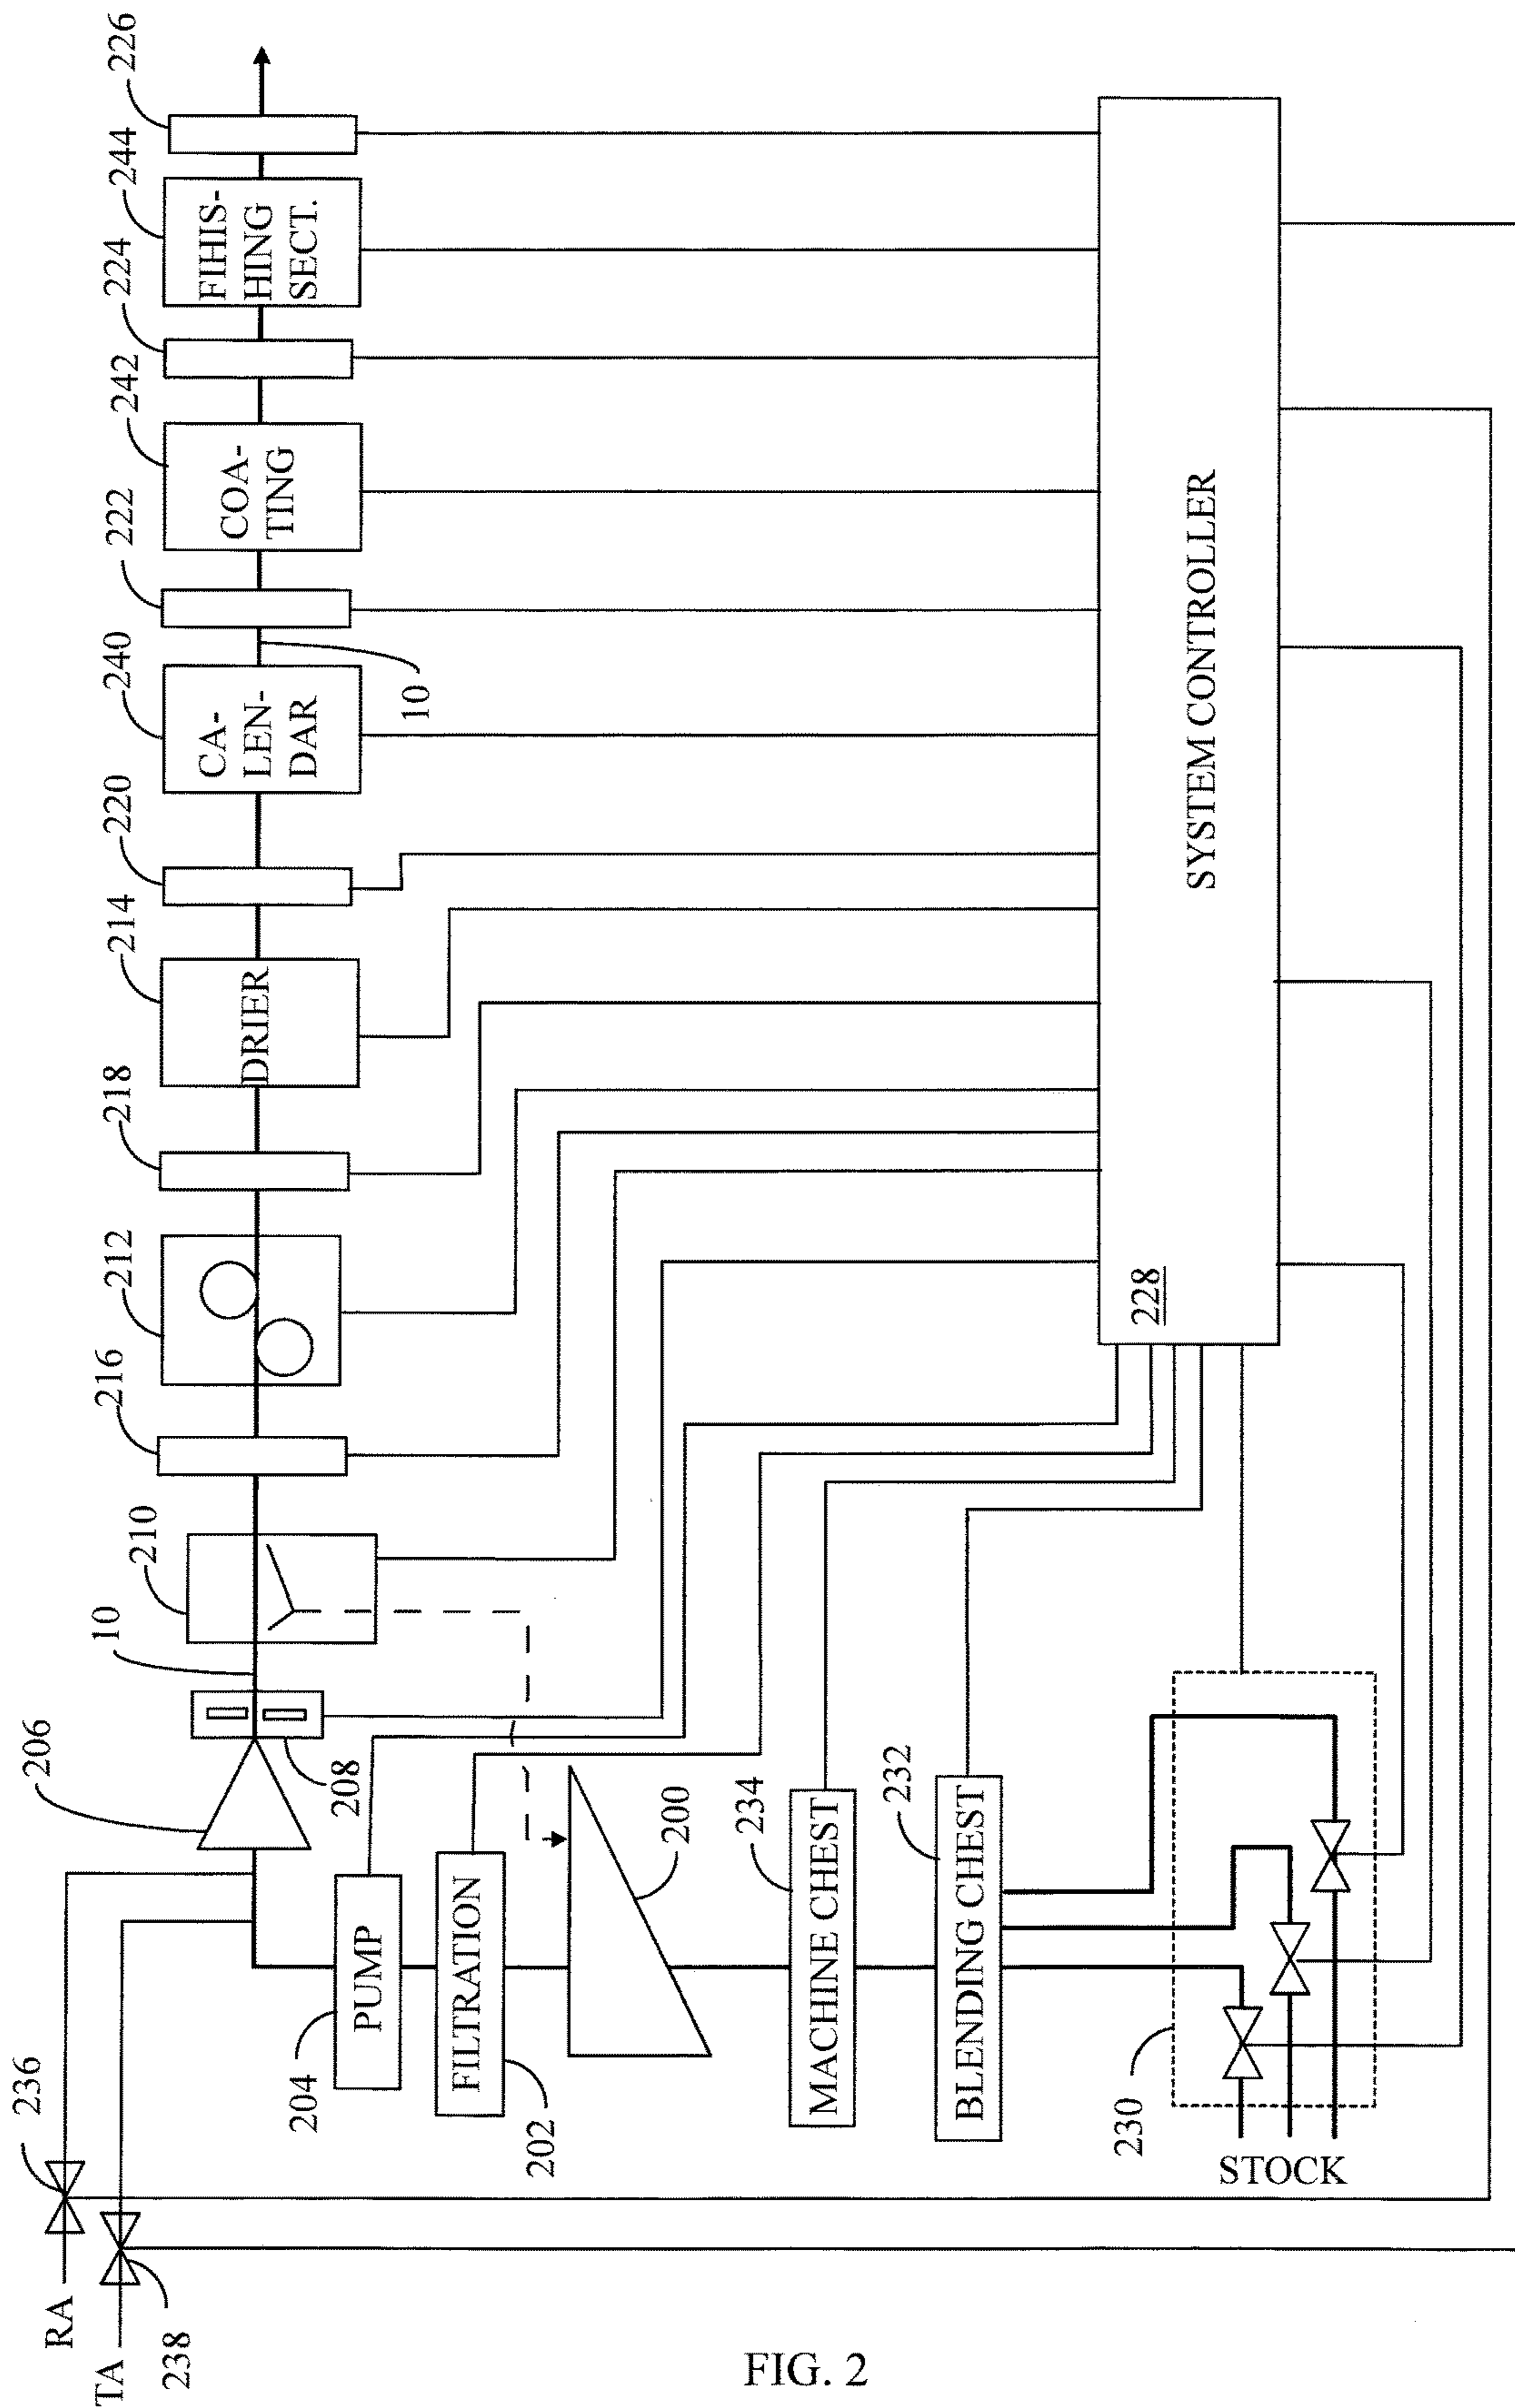 RA
236
TA
238
206
10
210
216
212
218
214
220
240
222
242
224
244
226
208
10
204
PUMP
202
FILTRATION
200
DRIER
CA-
LEN-
DAR
COA-
TING
FIHIS-
HING
SECT.
234
MACHINE CHEST
232
BLENDING CHEST
230
STOCK
228
SYSTEM CONTROLLER
FIG. 2